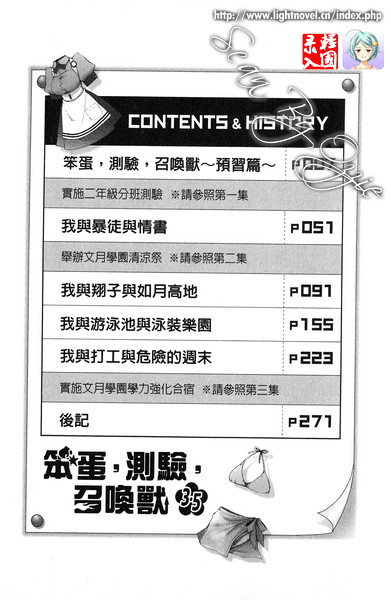 http://www.lightnovel.cn/index.php
录入
輕國
Scan By Ozzie
CONTENTS & HISTORY
笨蛋，測驗，召喚獸～預習篇～
實施二年級分班測驗 ※請參照第一集
我與暴徒與情書 P051
舉辦文月學園清涼祭 ※請參照第二集
我與翔子與如月高地 P091
我與游泳池與泳裝樂園 P155
我與打工與危險的週末 P223
實施文月學園學力強化合宿 ※請參照第三集
後記 P271
笨蛋，測驗，
召喚獸 3.5